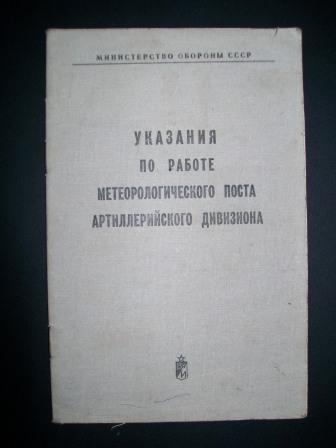 МИНИСТЕРСТВО ОБОРОНЫ СССР
УКАЗАНИЯ
ПО РАБОТЕ
МЕТЕОРОЛОГИЧЕСКОГО ПОСТА
АРТИЛЛЕРИЙСКОГО ДИВИЗИОНА